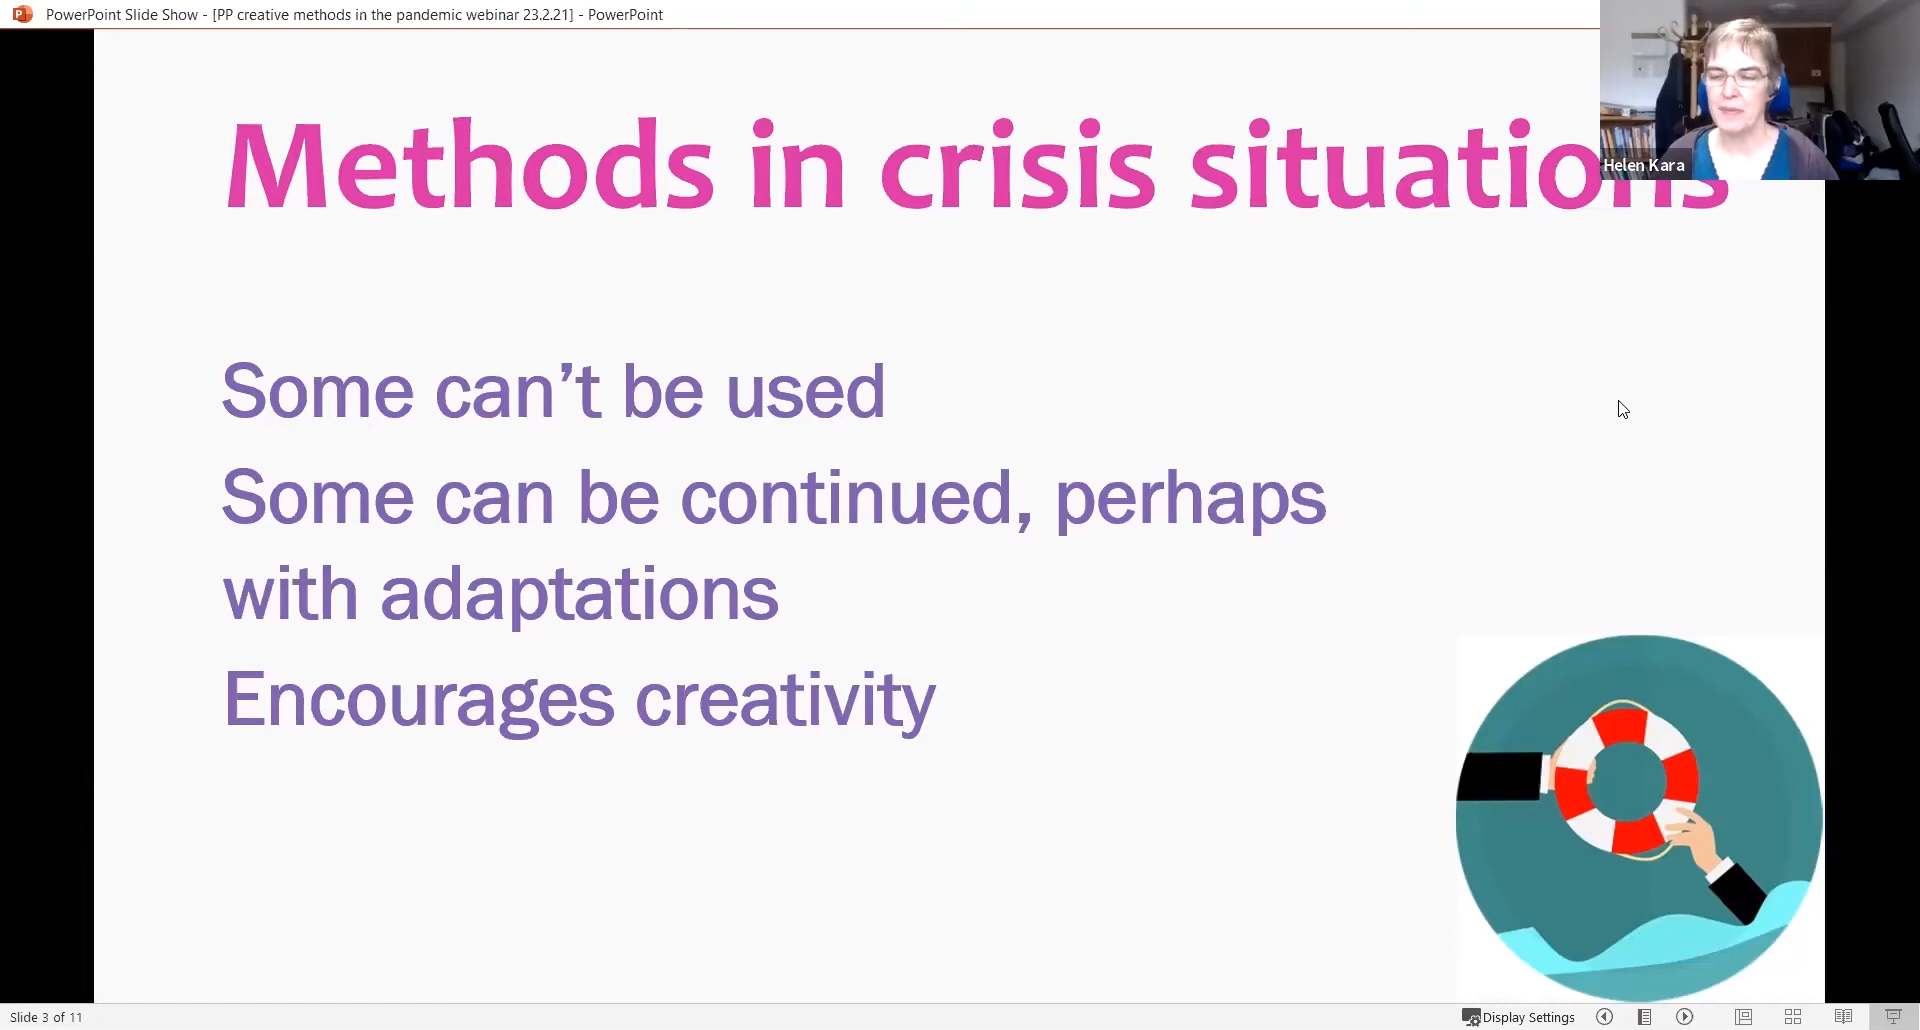 PowerPoint Slide Show - [PP creative methods in the pandemic webinar 23.2.21] - PowerPoint
Helen Kara
Methods in crisis situations
Some can’t be used
Some can be continued, perhaps
with adaptations
Encourages creativity
Slide 3 of 11
Display Settings